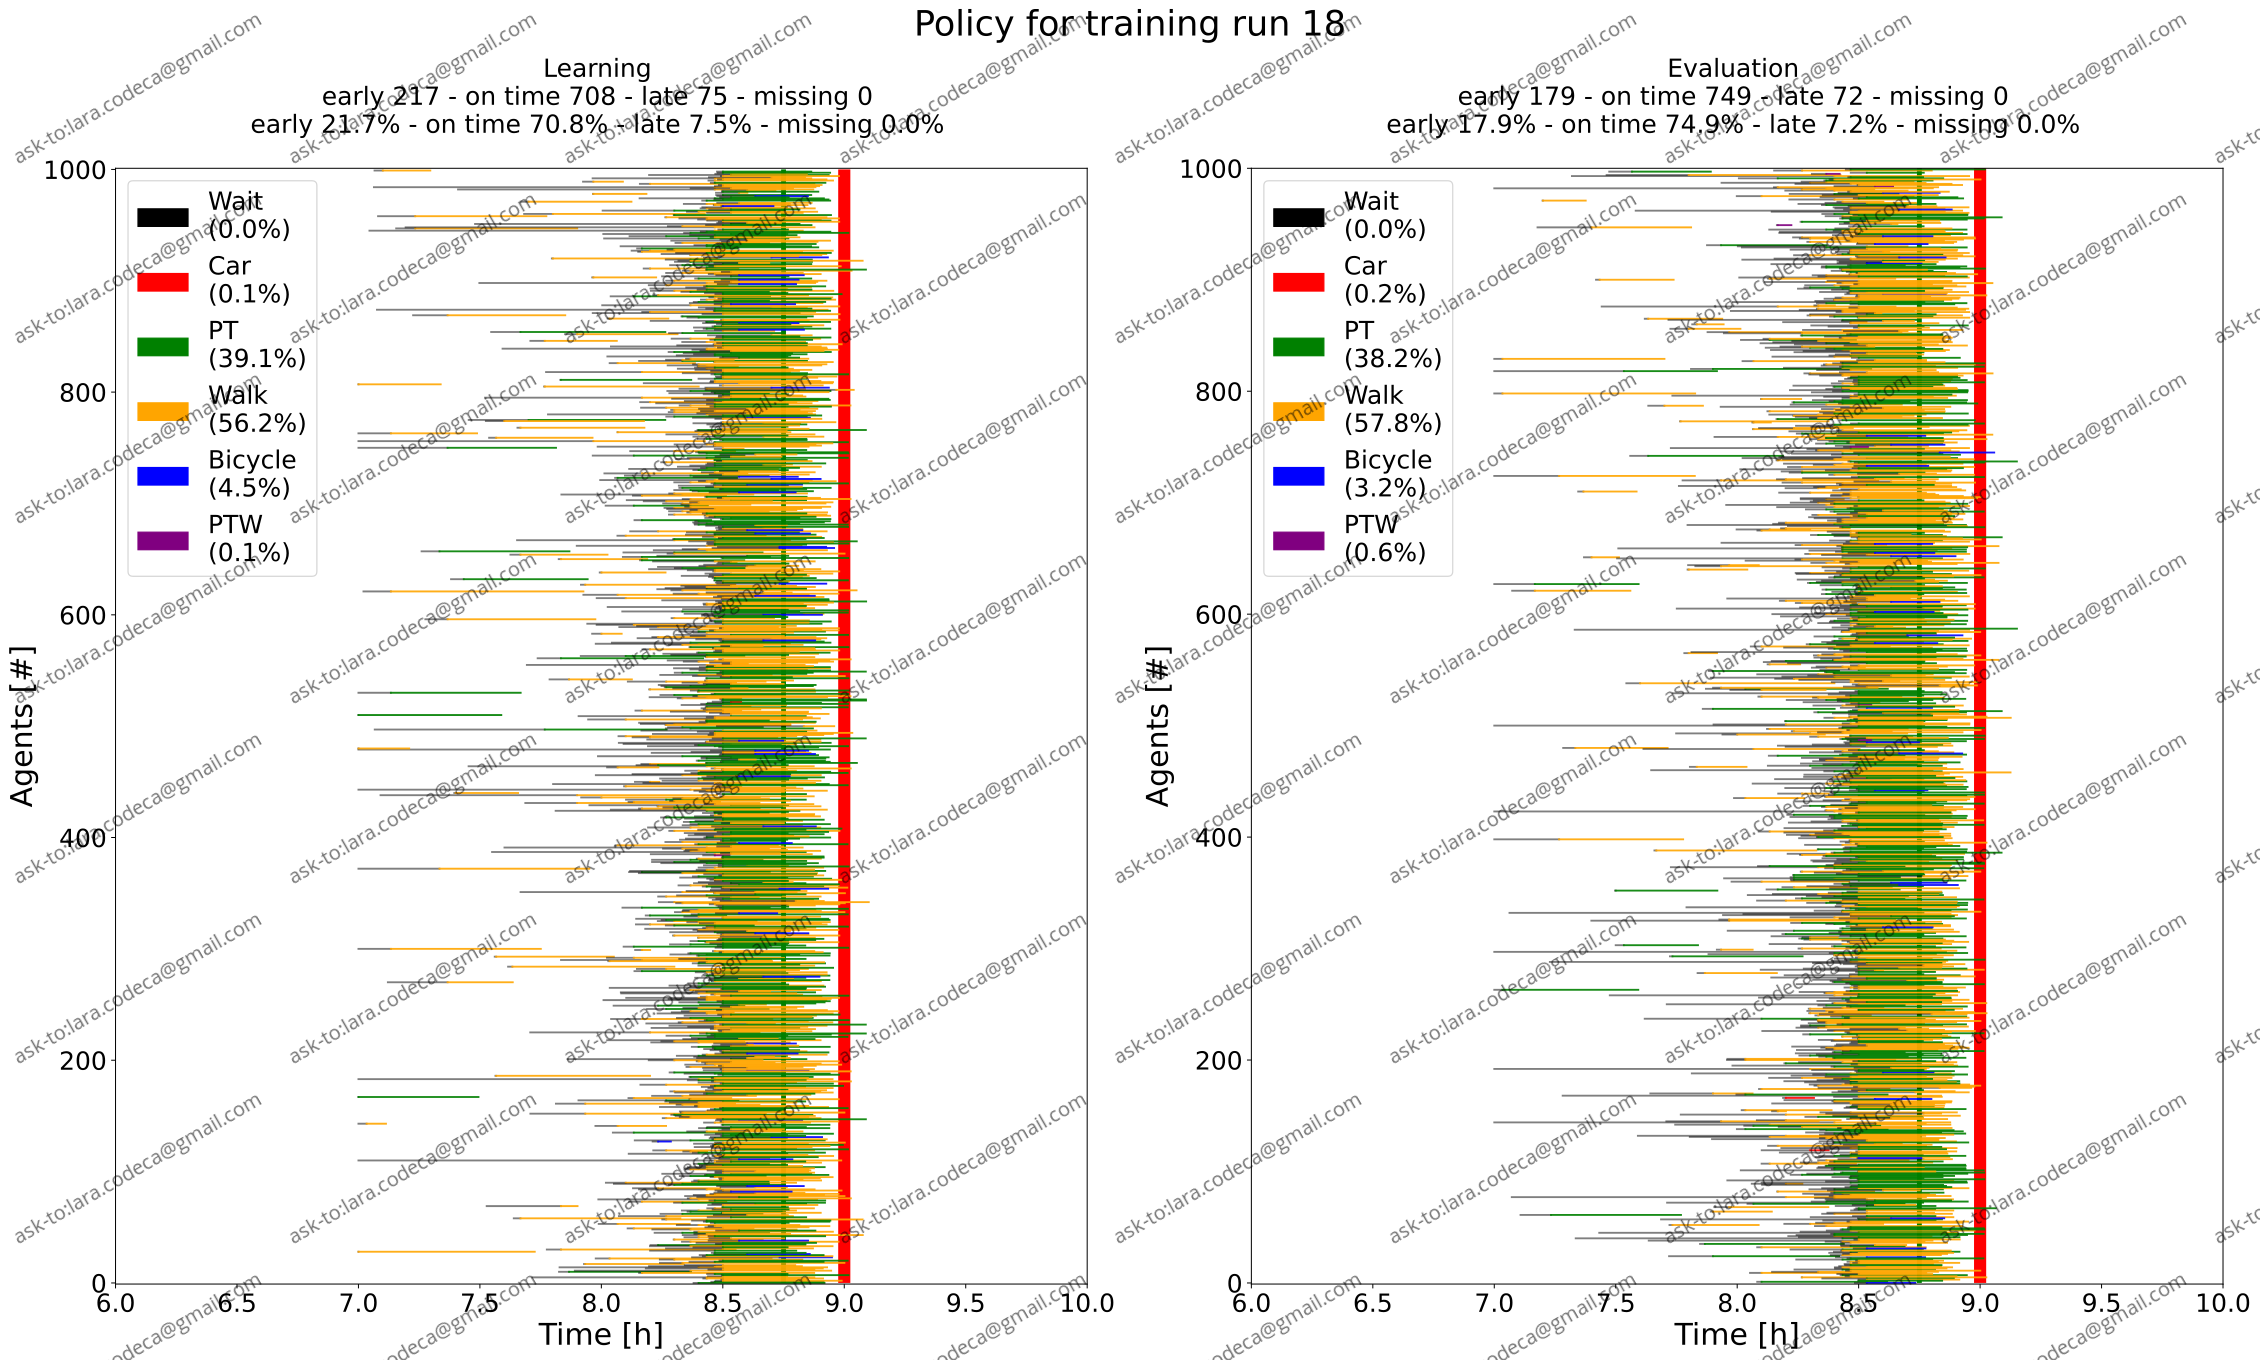 Policy for training run 18
Learning
early 217 - on time 708 - late 75 - missing 0
early 21.7% - on time 70.8% - late 7.5% - missing 0.0%
1000
800
600
400
200
0
Agents [#]
Wait
(0.0%)
Car
(0.1%)
PT
(39.1%)
Walk
(56.2%)
Bicycle
(4.5%)
PTW
(0.1%)
6.0 6.5 7.0 7.5 8.0 8.5 9.0 9.5 10.0
Time [h]
Evaluation
early 179 - on time 749 - late 72 - missing 0
early 17.9% - on time 74.9% - late 7.2% - missing 0.0%
1000
800
600
400
200
0
Agents [#]
Wait
(0.0%)
Car
(0.2%)
PT
(38.2%)
Walk
(57.8%)
Bicycle
(3.2%)
PTW
(0.6%)
6.0 6.5 7.0 7.5 8.0 8.5 9.0 9.5 10.0
Time [h]
ask-to:lara.codeca@gmail.com